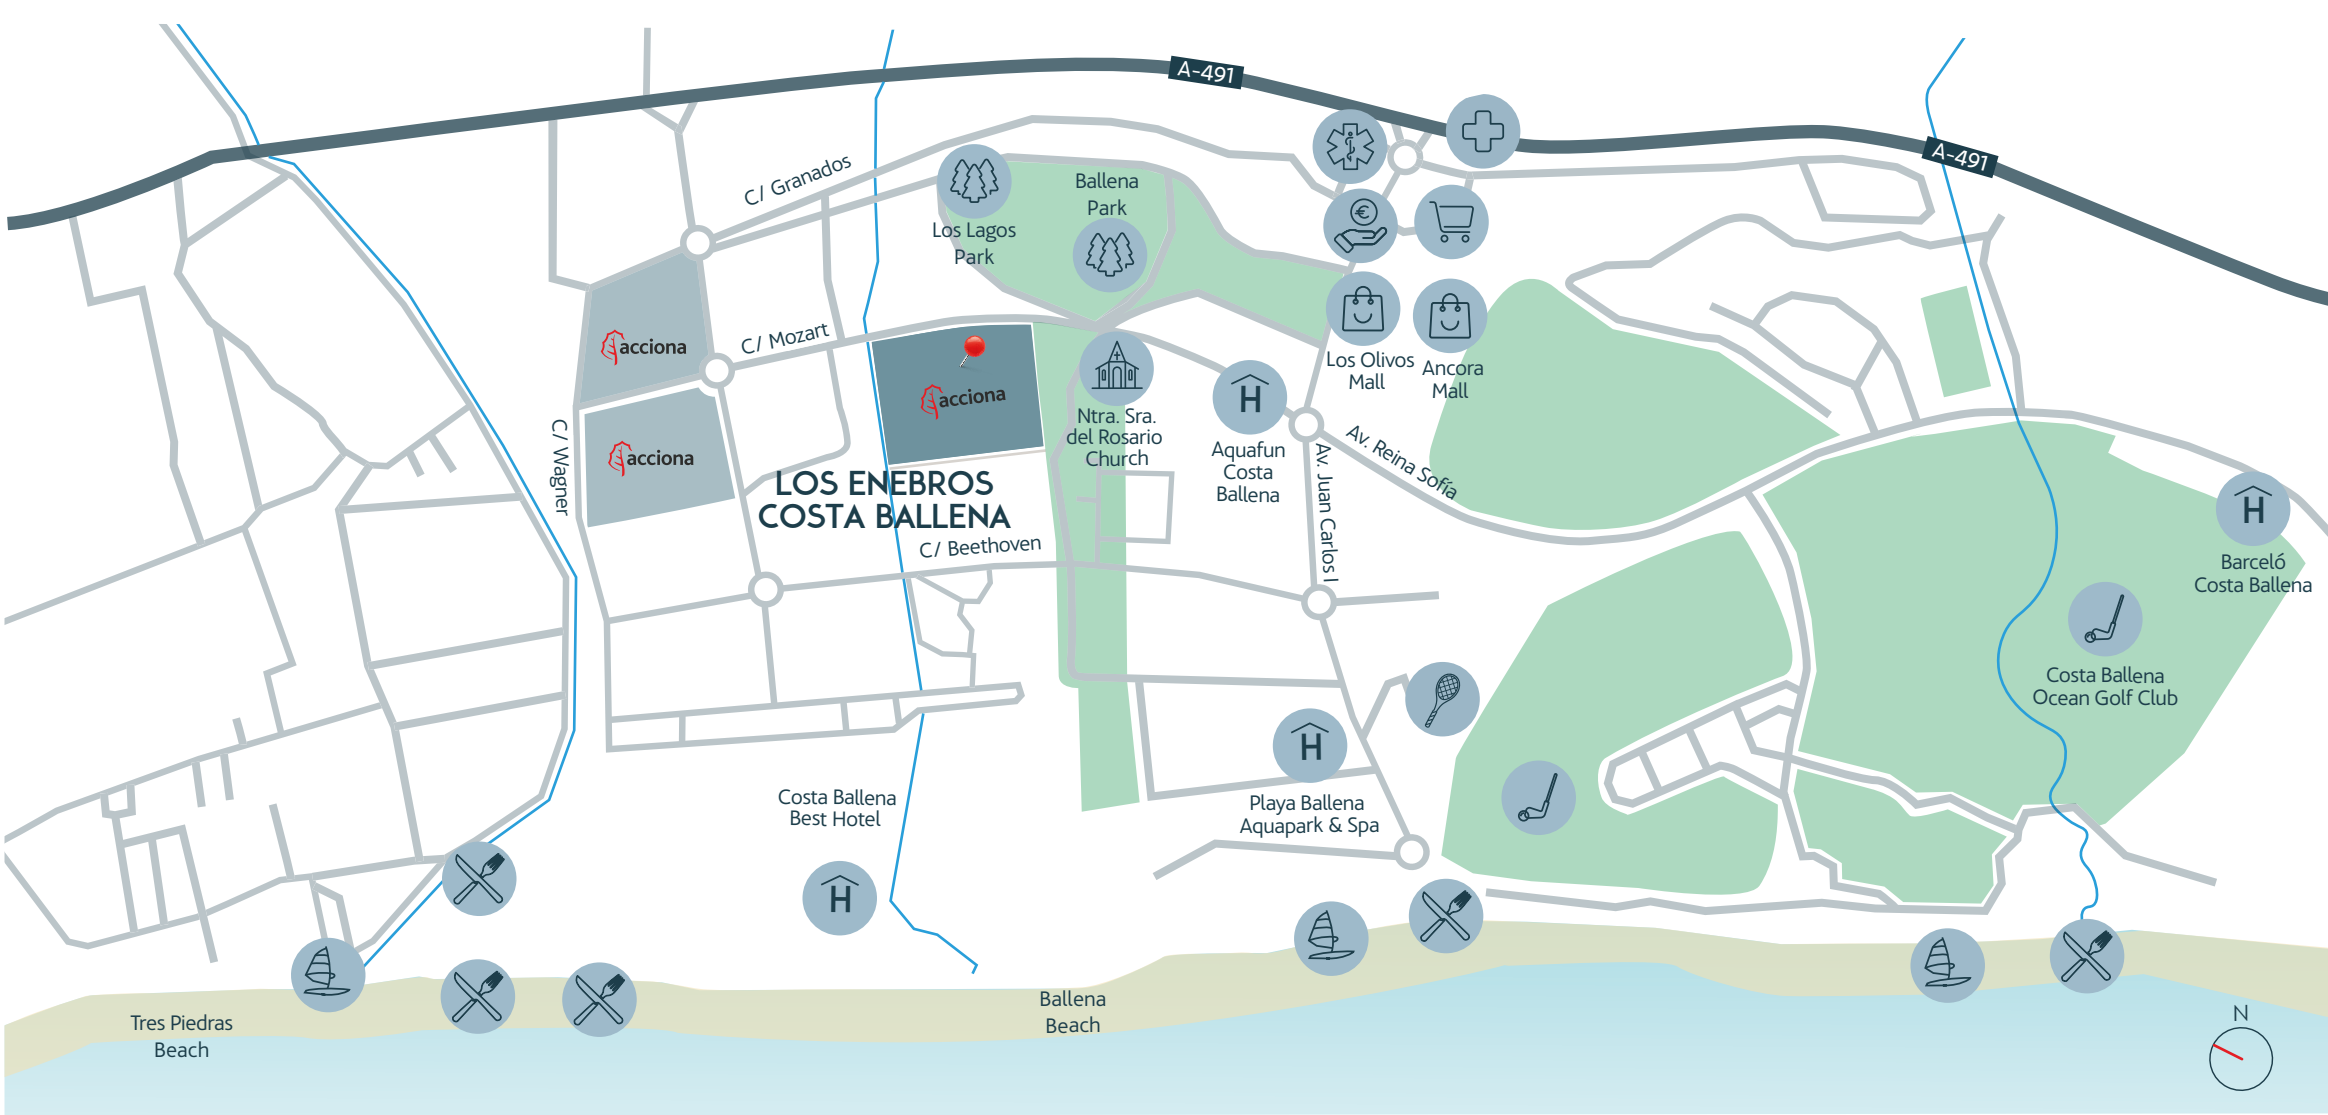 A-491
A-491
C/ Granados
Los Lagos
Park
Ballena
Park
€
acciona
C/ Mozart
acciona
Los Olivos
Mall
Ancora
Mall
C/ Wagner
acciona
Ntra. Sra.
del Rosario
Church
H
Aquafun
Costa
Ballena
Av. Juan Carlos I
Av. Reina Sofía
LOS ENEBROS
COSTA BALLENA
C/ Beethoven
H
Barceló
Costa Ballena
Costa Ballena
Ocean Golf Club
H
Playa Ballena
Aquapark & Spa
Costa Ballena
Best Hotel
H
Tres Piedras
Beach
Ballena
Beach
N